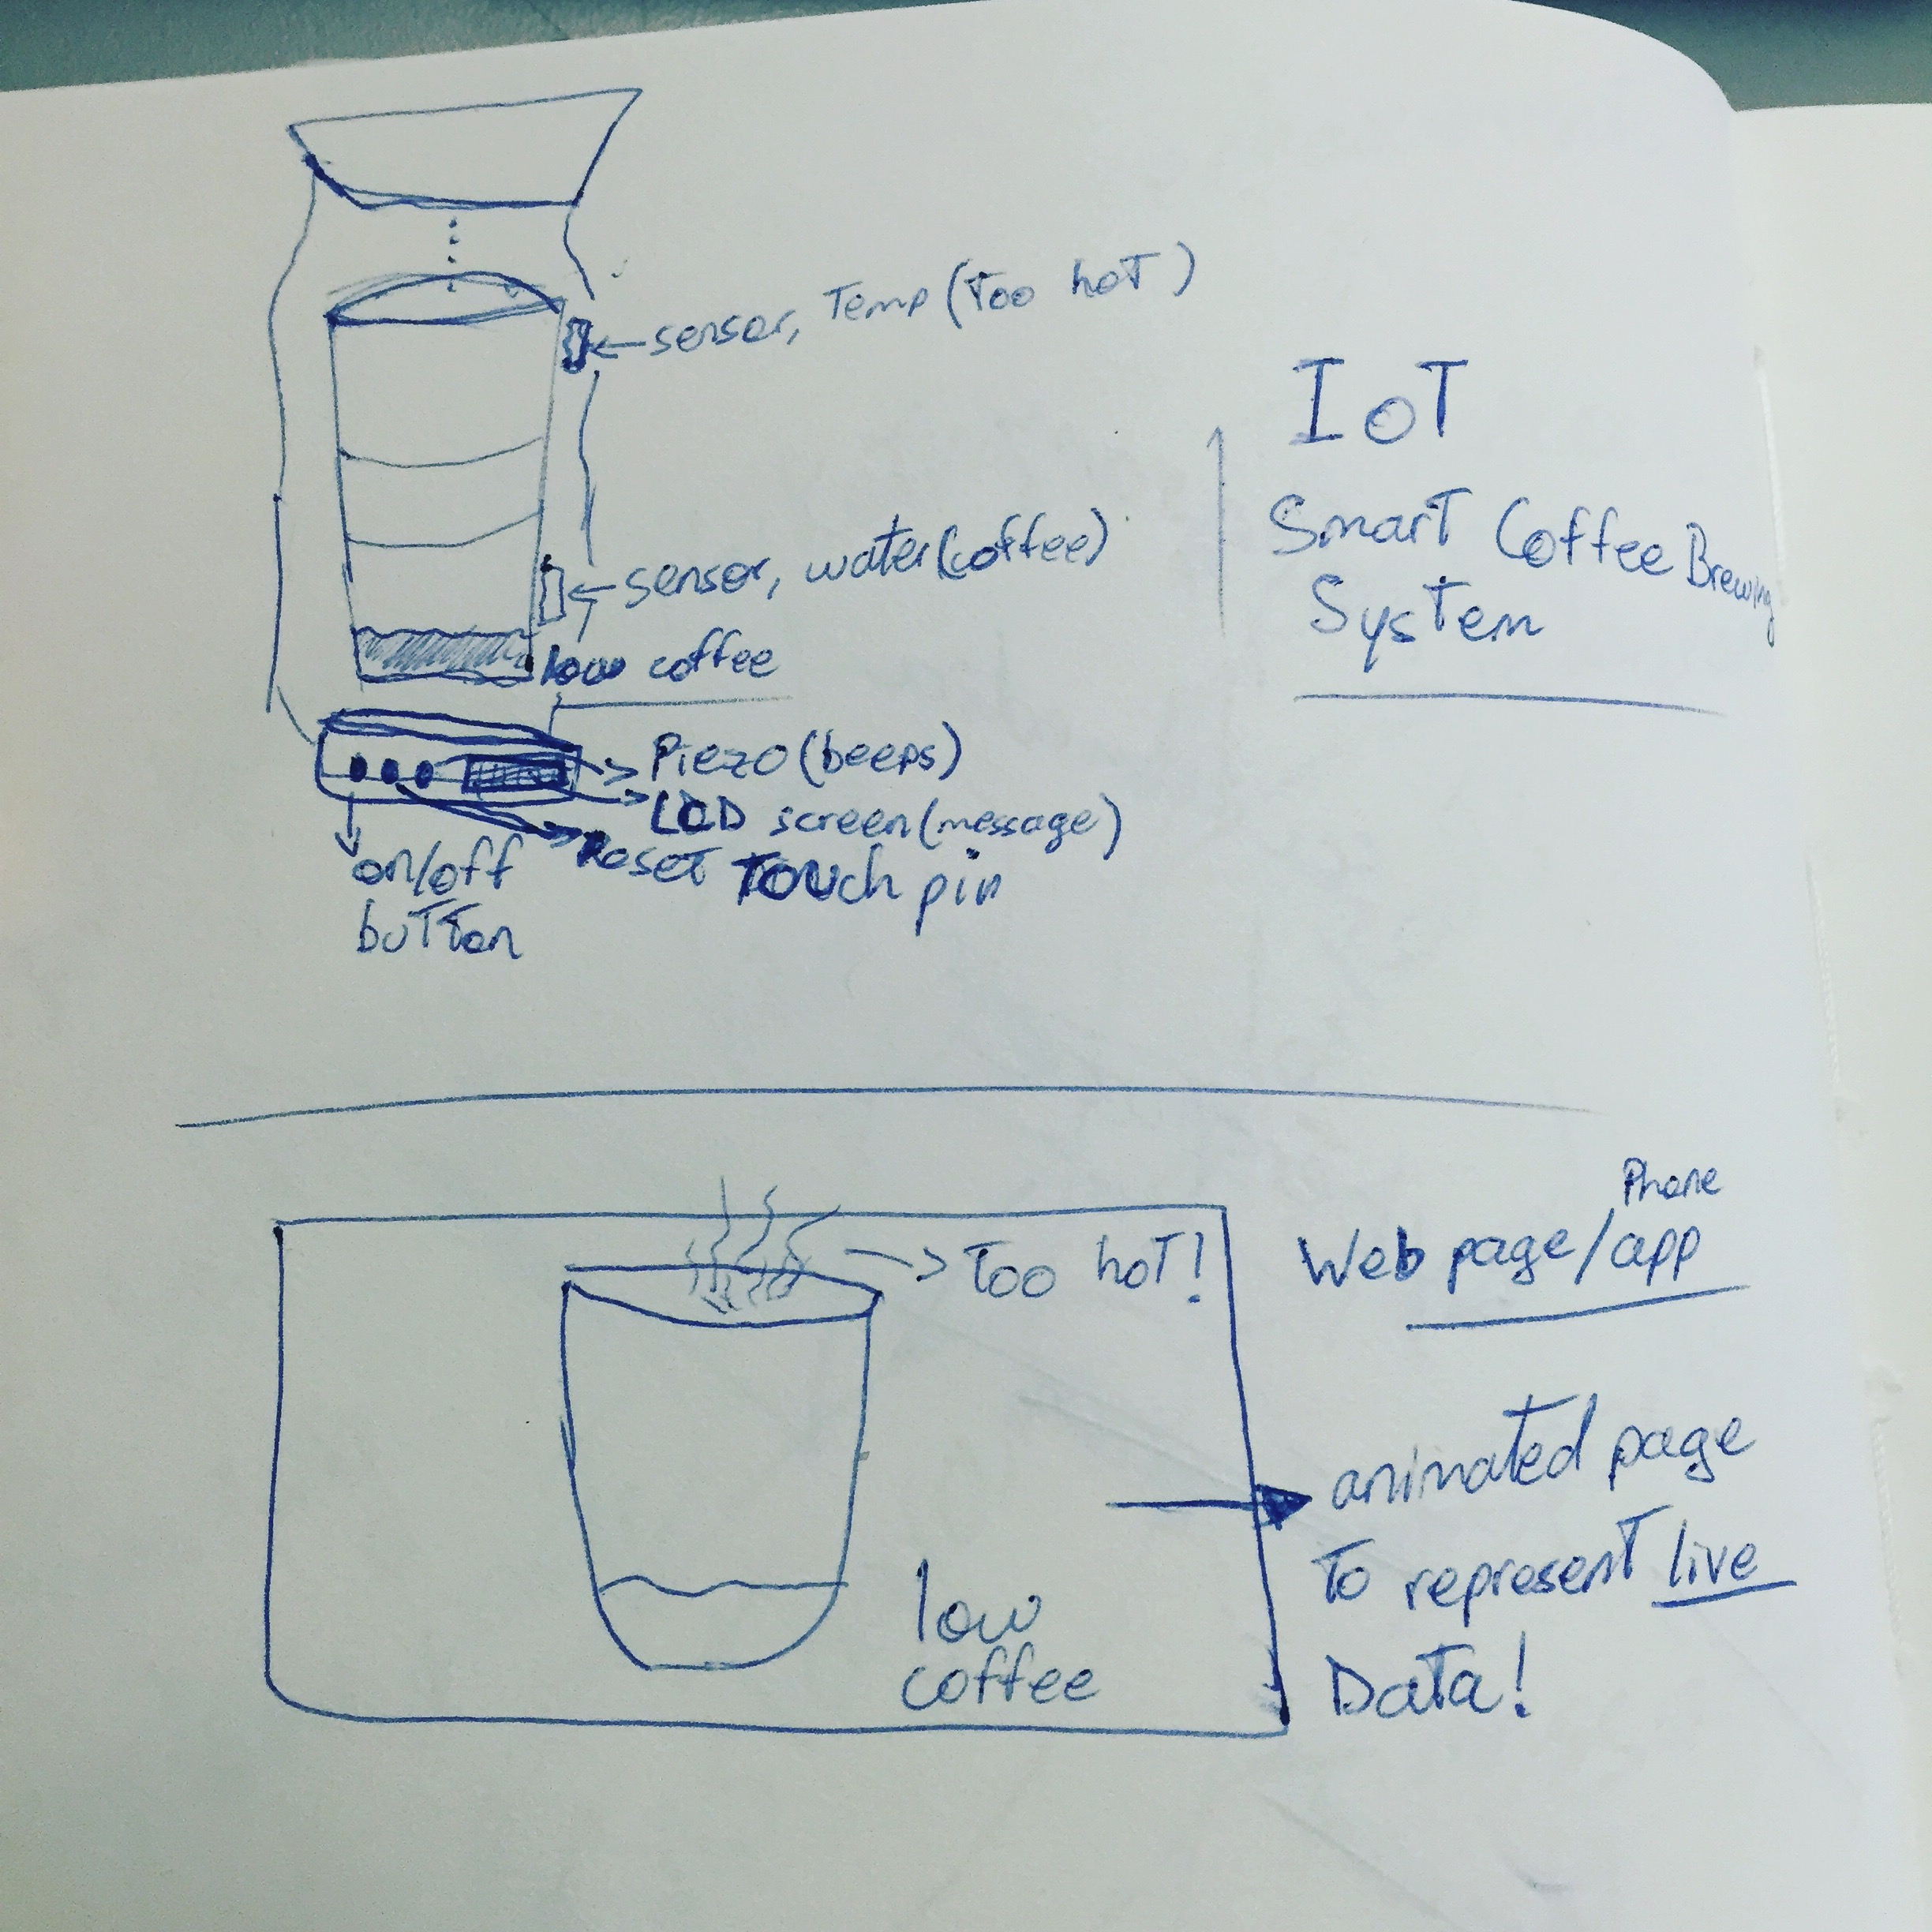 sensor, Temp (Too hoT)
IoT
SmarT Coffee Brewing
SysTem
sensor, water (coffee)
low coffee
Piezo (beeps)
LCD screen (message)
ReseT Touch pin
on/off
buTTon
Phone
Web page/app
Too hoT!
animated page
To represenT live
DaTa!
low
coffee